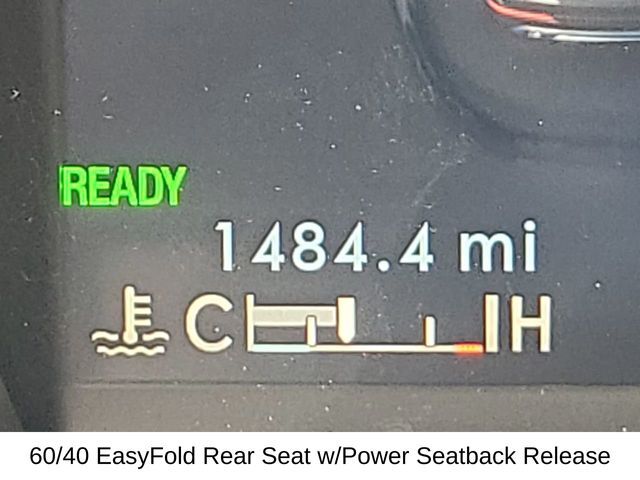 READY
1484.4 mi
C H
60/40 EasyFold Rear Seat w/Power Seatback Release